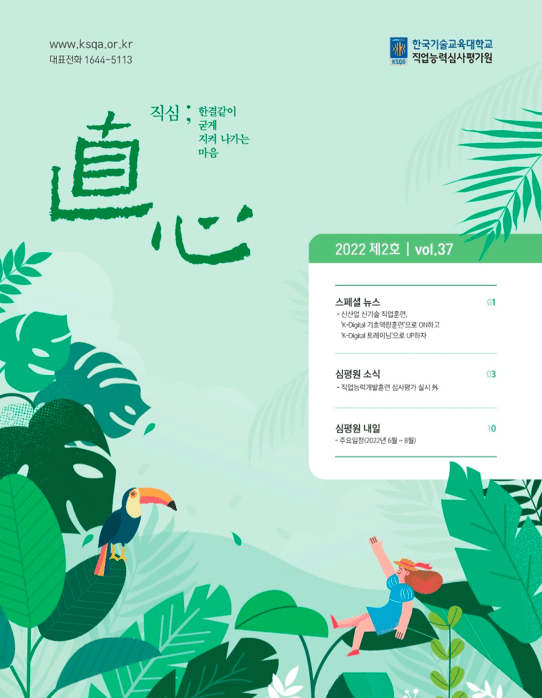 www.ksqa.or.kr
대표전화 1644-5113
KSQA
한국기술교육대학교
직업능력심사평가원
직심 ; 한결같이
굳게
지켜 나가는
마음
直
心
2022 제2호 | vol.37
스페셜 뉴스 01
- 신산업 신기술 직업훈련,
'K-Digital 기초역량훈련'으로 ON하고
'K-Digital 트레이닝'으로 UP하자
심평원 소식 03
- 직업능력개발훈련 심사평가 실시 外
심평원 내일 10
- 주요일정(2022년 6월 ~ 8월)